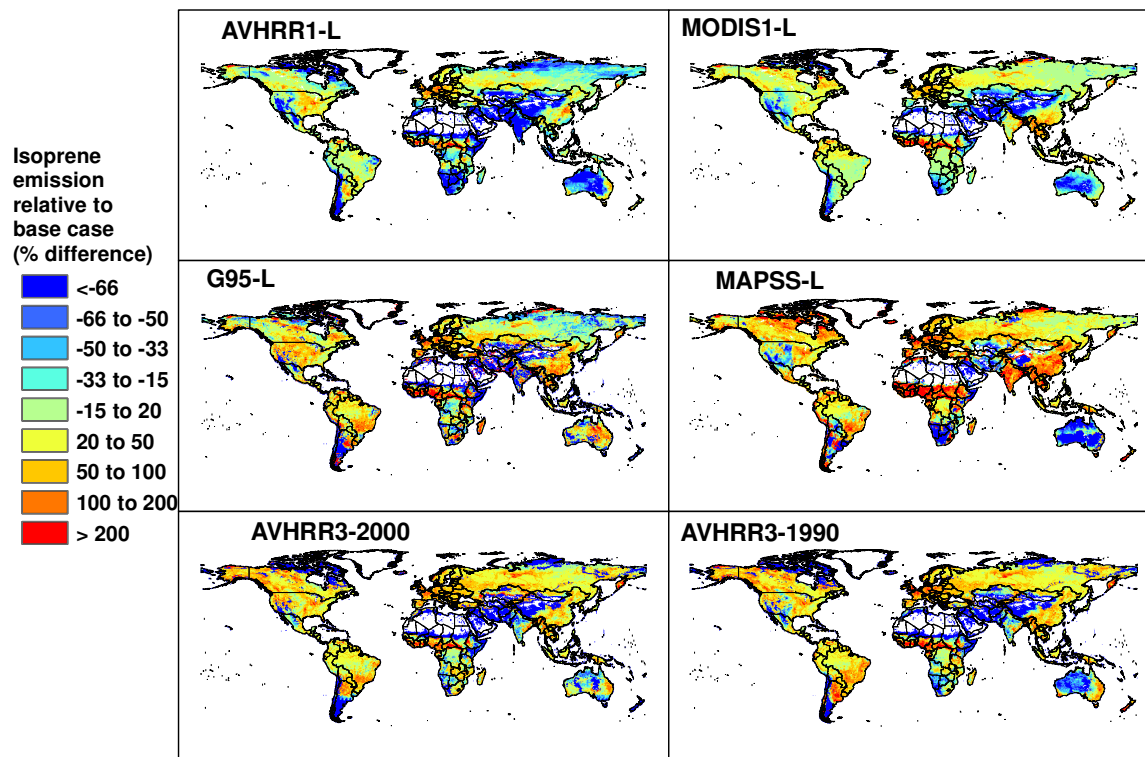 AVHRR1-L
MODIS1-L
Isoprene
emission
relative to
base case
(% difference)
<-66
-66 to -50
-50 to -33
-33 to -15
-15 to 20
20 to 50
50 to 100
100 to 200
> 200
G95-L
MAPSS-L
AVHRR3-2000
AVHRR3-1990